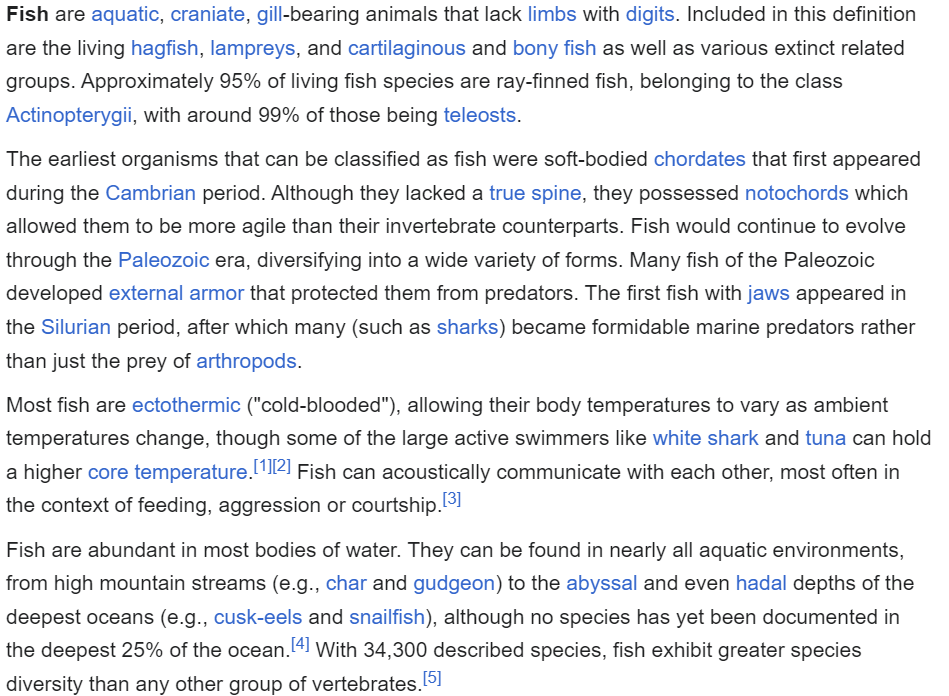 Fish are aquatic, craniate, gill-bearing animals that lack limbs with digits. Included in this definition
are the living hagfish, lampreys, and cartilaginous and bony fish as well as various extinct related
groups. Approximately 95% of living fish species are ray-finned fish, belonging to the class
Actinopterygii, with around 99% of those being teleosts.
The earliest organisms that can be classified as fish were soft-bodied chordates that first appeared
during the Cambrian period. Although they lacked a true spine, they possessed notochords which
allowed them to be more agile than their invertebrate counterparts. Fish would continue to evolve
through the Paleozoic era, diversifying into a wide variety of forms. Many fish of the Paleozoic
developed external armor that protected them from predators. The first fish with jaws appeared in
the Silurian period, after which many (such as sharks) became formidable marine predators rather
than just the prey of arthropods.
Most fish are ectothermic ("cold-blooded"), allowing their body temperatures to vary as ambient
temperatures change, though some of the large active swimmers like white shark and tuna can hold
a higher core temperature.[1][2] Fish can acoustically communicate with each other, most often in
the context of feeding, aggression or courtship.[3]
Fish are abundant in most bodies of water. They can be found in nearly all aquatic environments,
from high mountain streams (e.g., char and gudgeon) to the abyssal and even hadal depths of the
deepest oceans (e.g., cusk-eels and snailfish), although no species has yet been documented in
the deepest 25% of the ocean.[4] With 34,300 described species, fish exhibit greater species
diversity than any other group of vertebrates.[5]